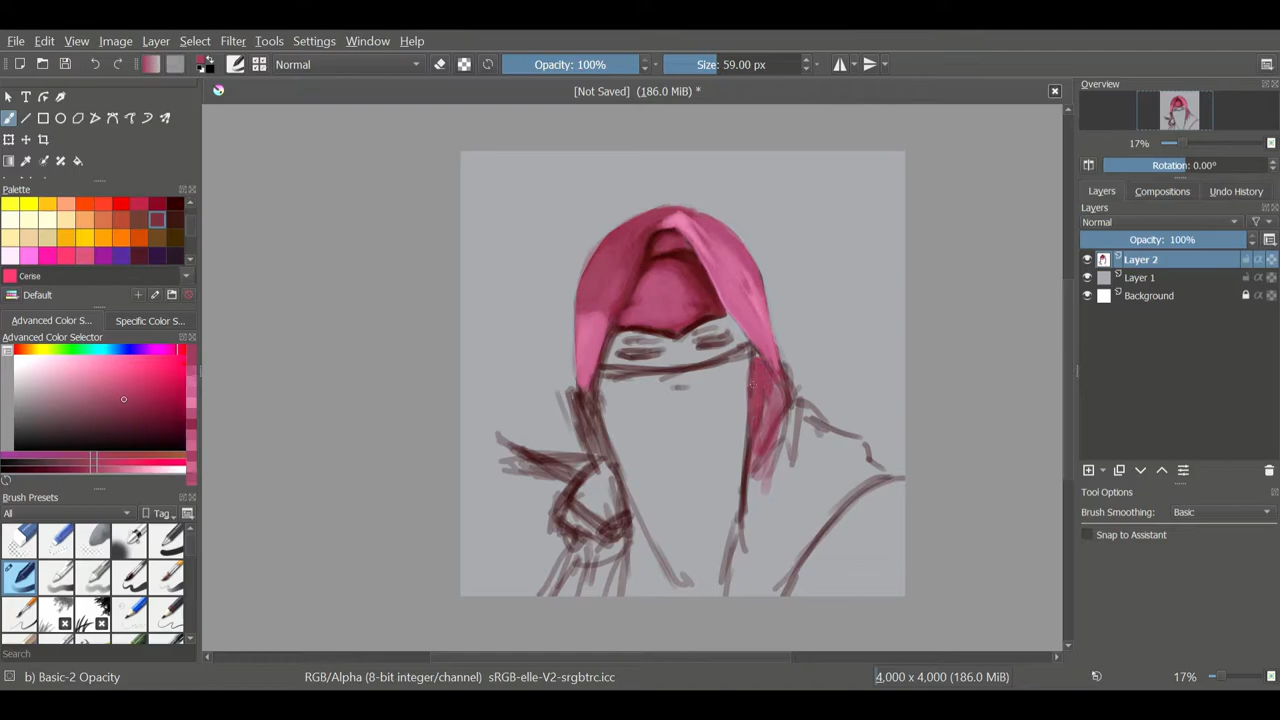 File Edit View Image Layer Select Filter Tools Settings Window Help
Normal Opacity: 100% Size: 59.00 px
[Not Saved] (186.0 MiB) *
Overview
17%
Rotation: 0.00°
Layers Compositions Undo History
Layers
Normal
Opacity: 100%
Layer 2
Layer 1
Background
Tool Options
Brush Smoothing: Basic
Snap to Assistant
Palette
Cerise
Default
Advanced Color S... Specific Color S...
Advanced Color Selector
Brush Presets
All Tag
Search
b) Basic-2 Opacity RGB/Alpha (8-bit integer/channel) sRGB-elle-V2-srgbtrc.icc 4,000 x 4,000 (186.0 MiB) 17%